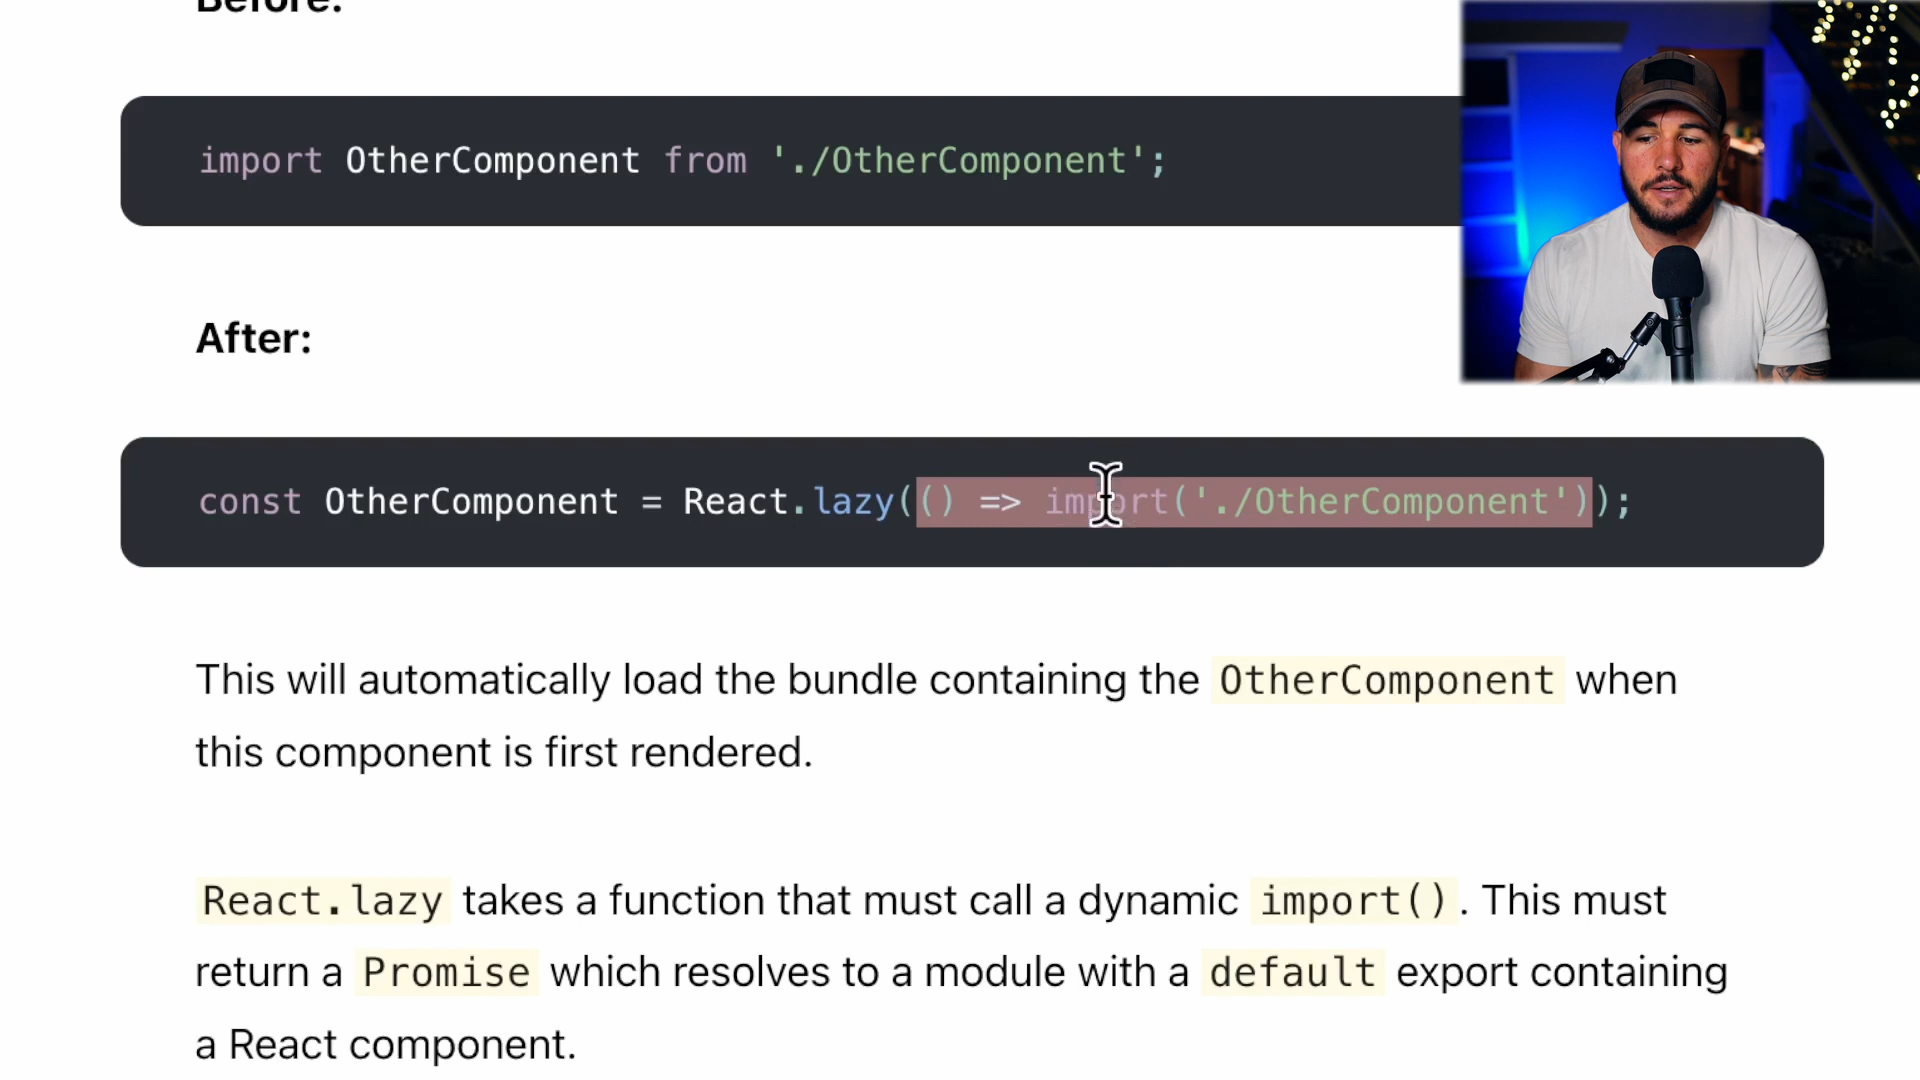 Before:
import OtherComponent from './OtherComponent';
After:
const OtherComponent = React.lazy(() => import('./OtherComponent'));
This will automatically load the bundle containing the OtherComponent when
this component is first rendered.
React.lazy takes a function that must call a dynamic import(). This must
return a Promise which resolves to a module with a default export containing
a React component.